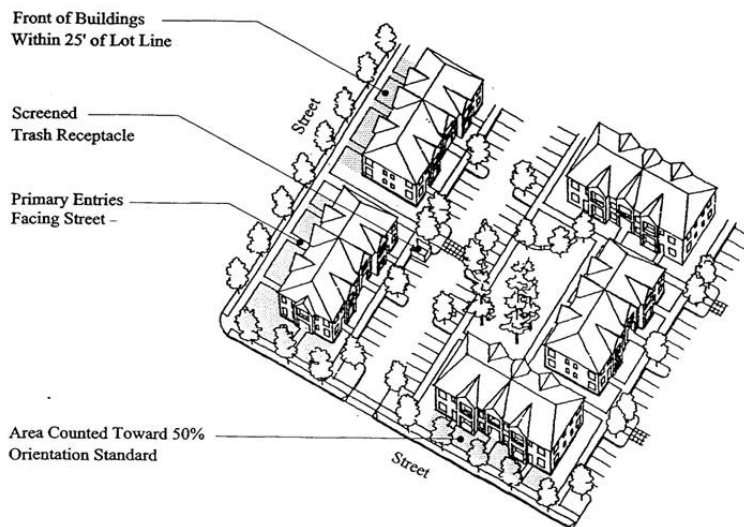 Front of Buildings
Within 25' of Lot Line
Street
Screened
Trash Receptacle
Primary Entries
Facing Street –
Area Counted Toward 50%
Orientation Standard
Street